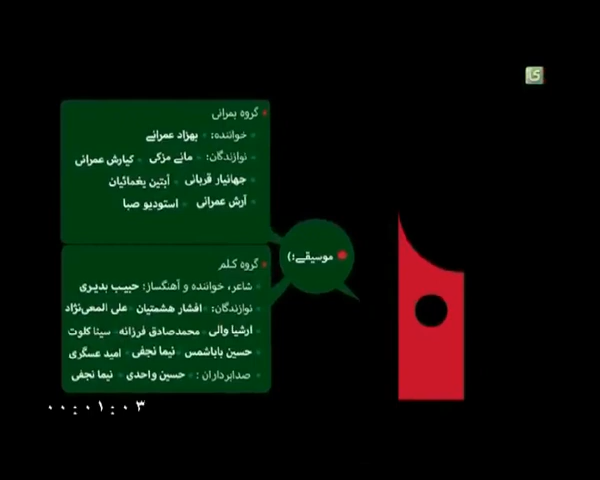 گروه بمرانی
خواننده: بهزاد عمرانی
نوازندگان: مانی مزکی کیارش عمرانی
جهانیار قربانی آبتین یغمائیان
آرش عمرانی استودیو صبا
موسیقی:)
گروه کلم
شاعر، خواننده و آهنگساز: حبیب بدیری
نوازندگان: افشار هشتمیان علی المعی‌نژاد
ارشیا والی محمدصادق فرزانه سینا کلوت
حسین باباشمس نیما نجفی امید عسگری
صدابرداران: حسین واحدی نیما نجفی
۰۰:۰۱:۰۳